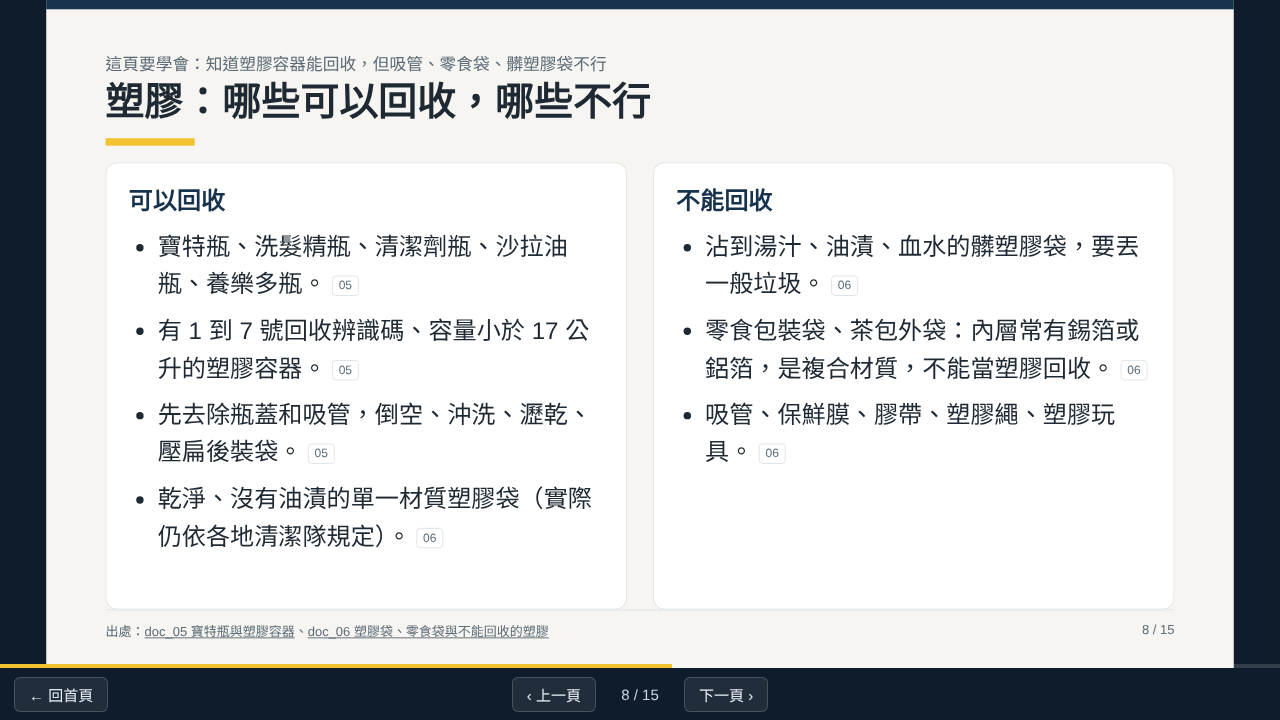 這頁要學會：知道塑膠容器能回收，但吸管、零食袋、髒塑膠袋不行
塑膠：哪些可以回收，哪些不行
可以回收
• 寶特瓶、洗髮精瓶、清潔劑瓶、沙拉油
瓶、養樂多瓶。 05
• 有 1 到 7 號回收辨識碼、容量小於 17 公
升的塑膠容器。 05
• 先去除瓶蓋和吸管，倒空、沖洗、瀝乾、
壓扁後裝袋。 05
• 乾淨、沒有油漬的單一材質塑膠袋（實際
仍依各地清潔隊規定）。 06
不能回收
• 沾到湯汁、油漬、血水的髒塑膠袋，要丟
一般垃圾。 06
• 零食包裝袋、茶包外袋：內層常有錫箔或
鋁箔，是複合材質，不能當塑膠回收。 06
• 吸管、保鮮膜、膠帶、塑膠繩、塑膠玩
具。 06
出處：doc_05 寶特瓶與塑膠容器、doc_06 塑膠袋、零食袋與不能回收的塑膠
8 / 15
← 回首頁
‹ 上一頁
8 / 15
下一頁 ›